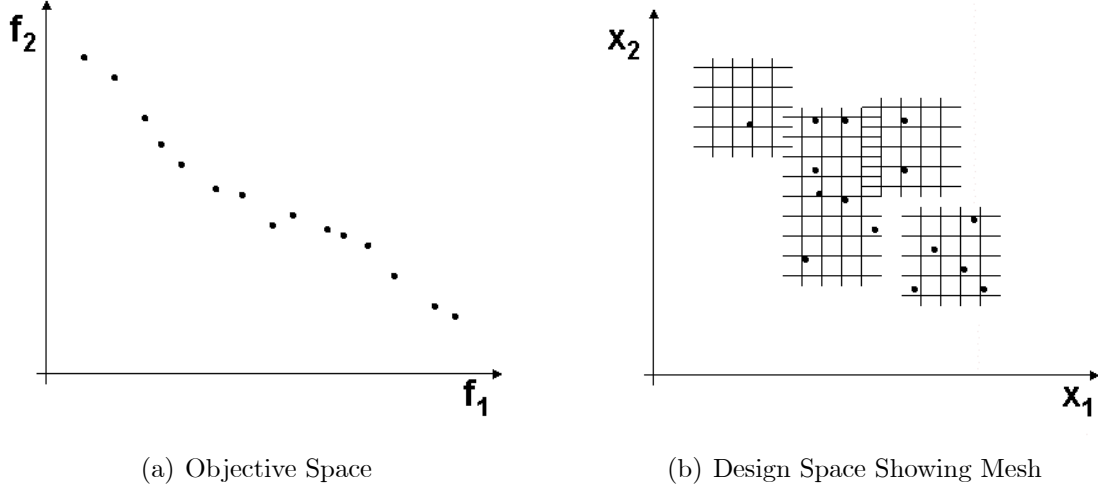 f₂
f₁
(a) Objective Space
x₂
x₁
(b) Design Space Showing Mesh